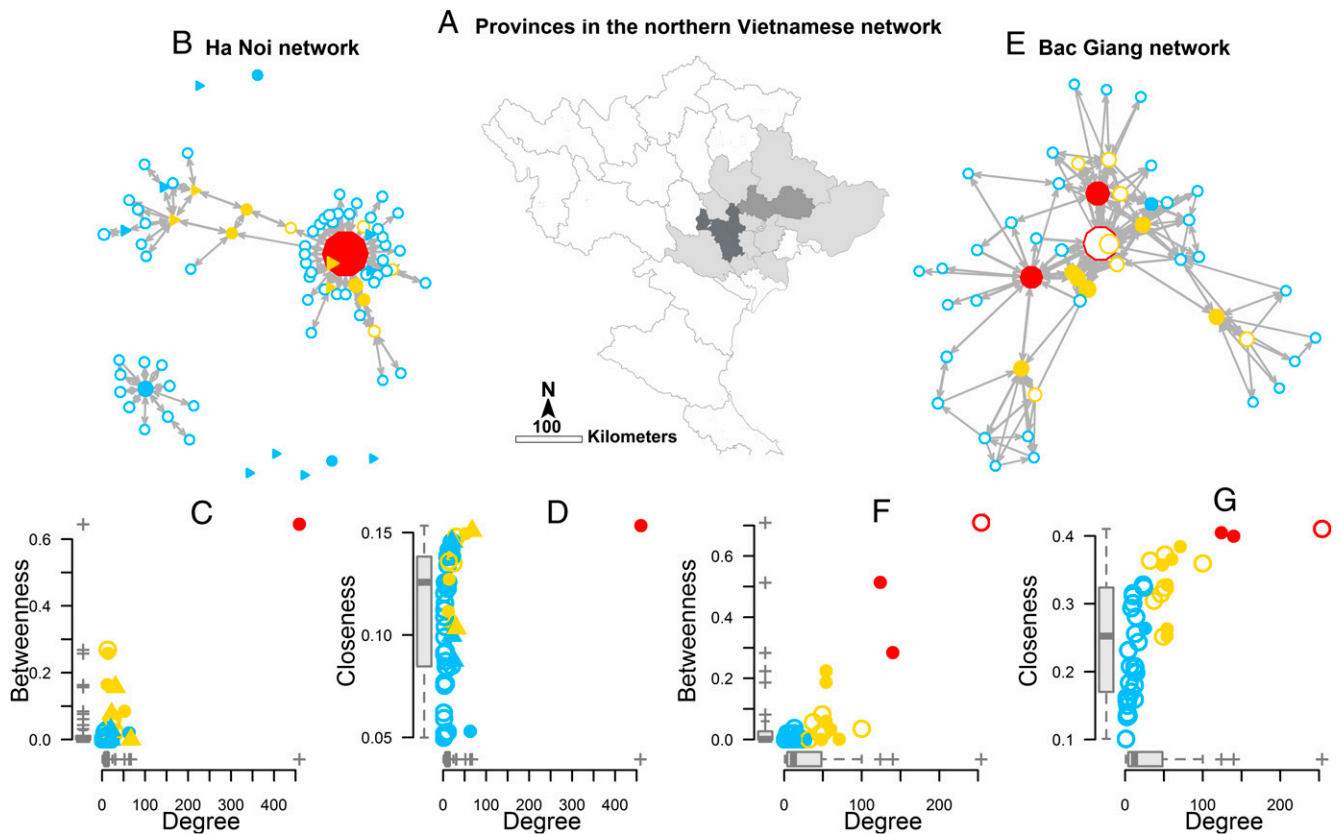 A Provinces in the northern Vietnamese network
B Ha Noi network
E Bac Giang network
N
100 Kilometers
C
Betweenness
0.6
0.4
0.2
0.0
0 100 200 300 400
Degree
D
Closeness
0.15
0.10
0.05
0 100 200 300 400
Degree
F
Betweenness
0.6
0.4
0.2
0.0
0 100 200
Degree
G
Closeness
0.4
0.3
0.2
0.1
0 100 200
Degree